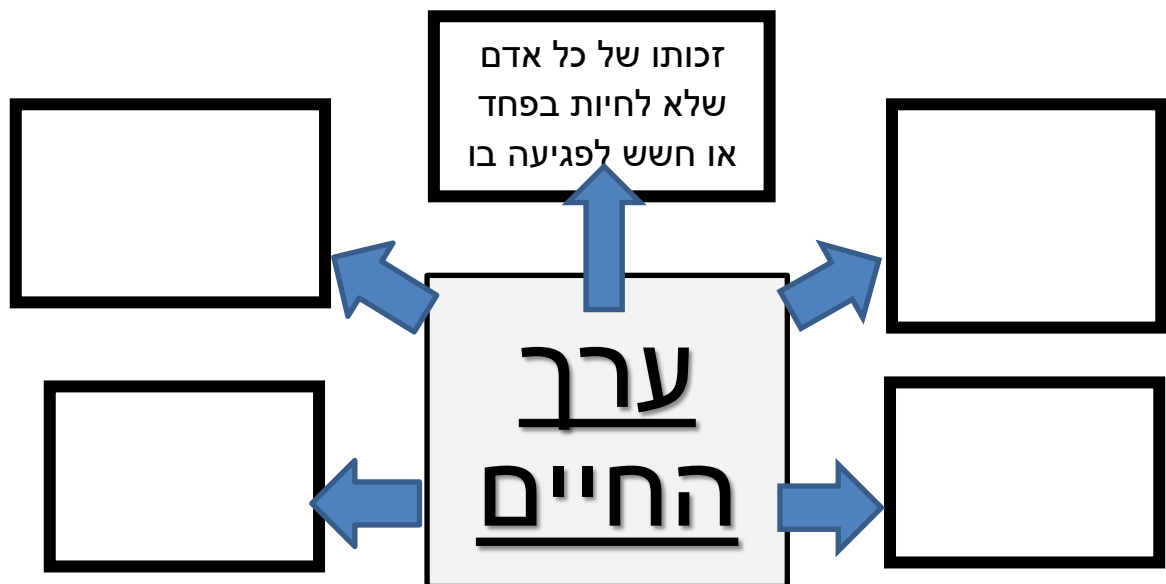 זכותו של כל אדם
שלא לחיות בפחד
או חשש לפגיעה בו
ערך
החיים